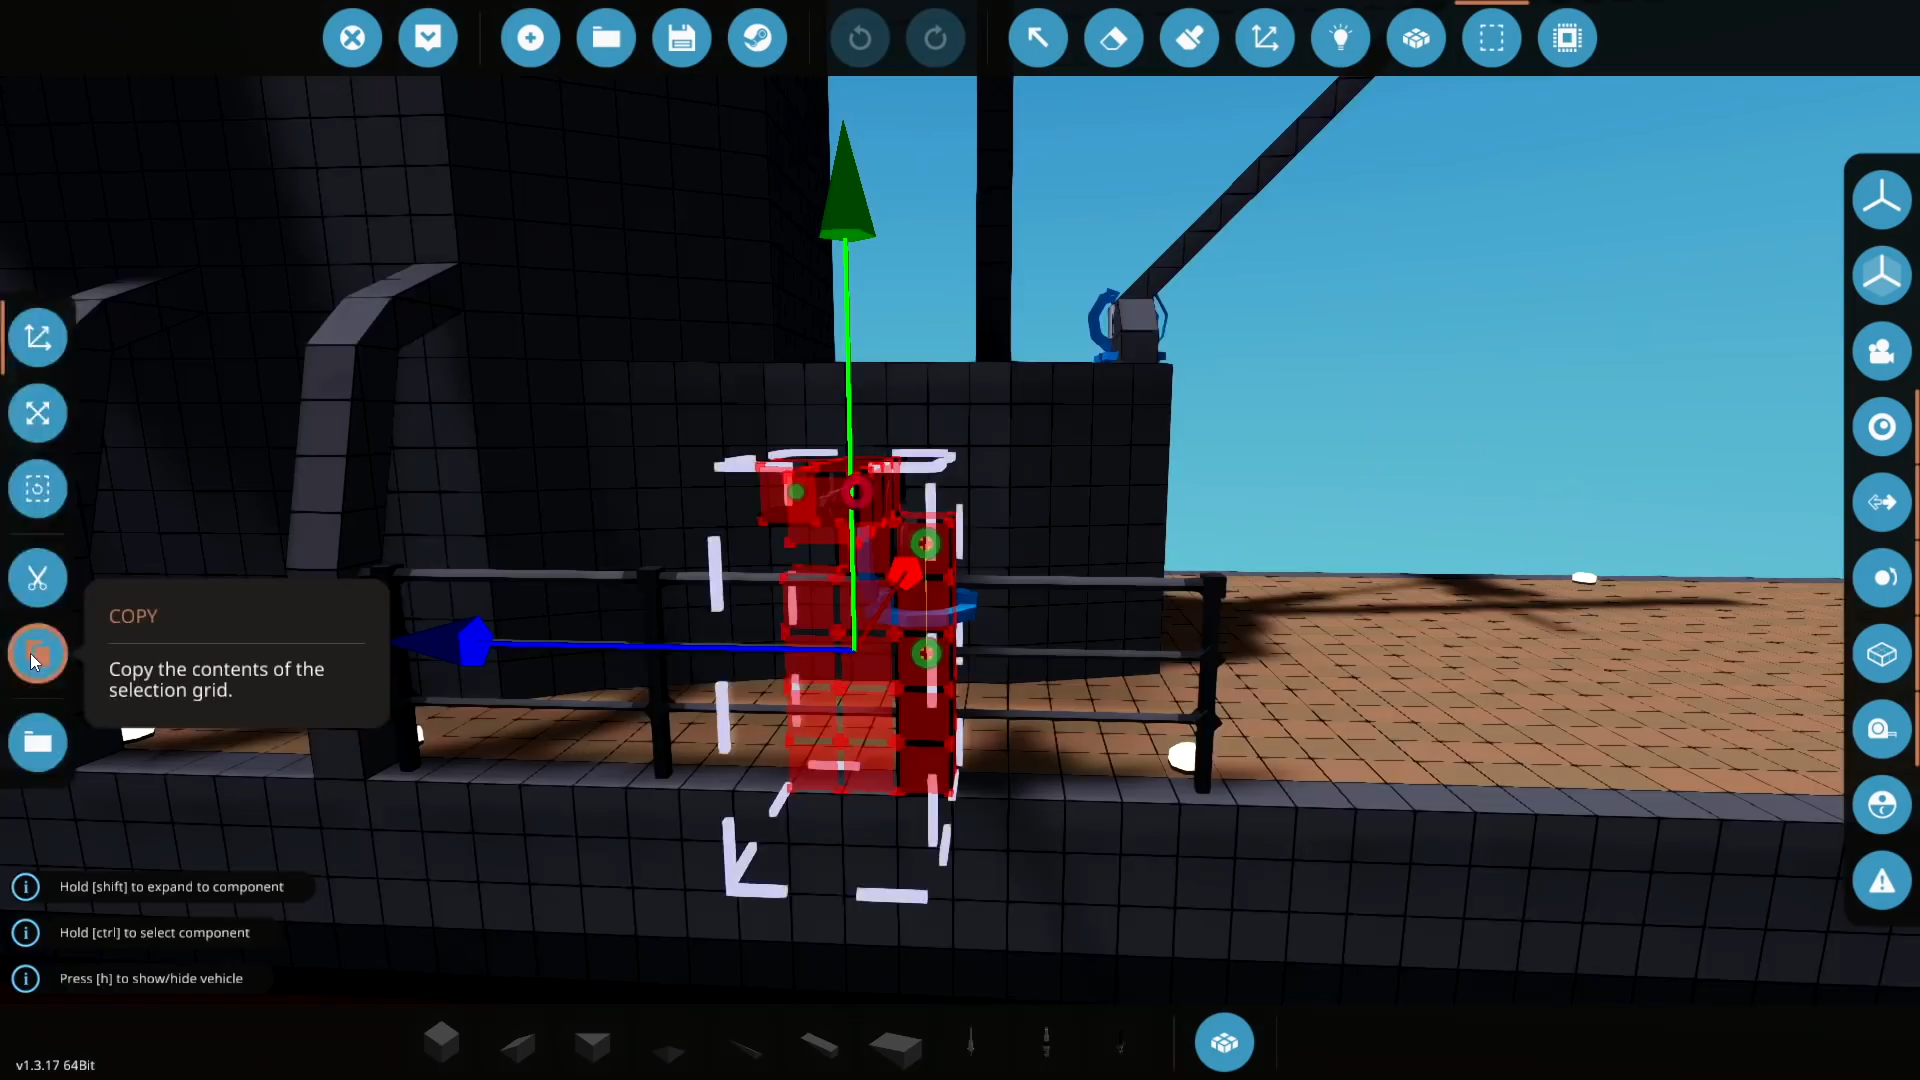 COPY
Copy the contents of the
selection grid.
Hold [shift] to expand to component
Hold [ctrl] to select component
Press [h] to show/hide vehicle
v1.3.17 64Bit